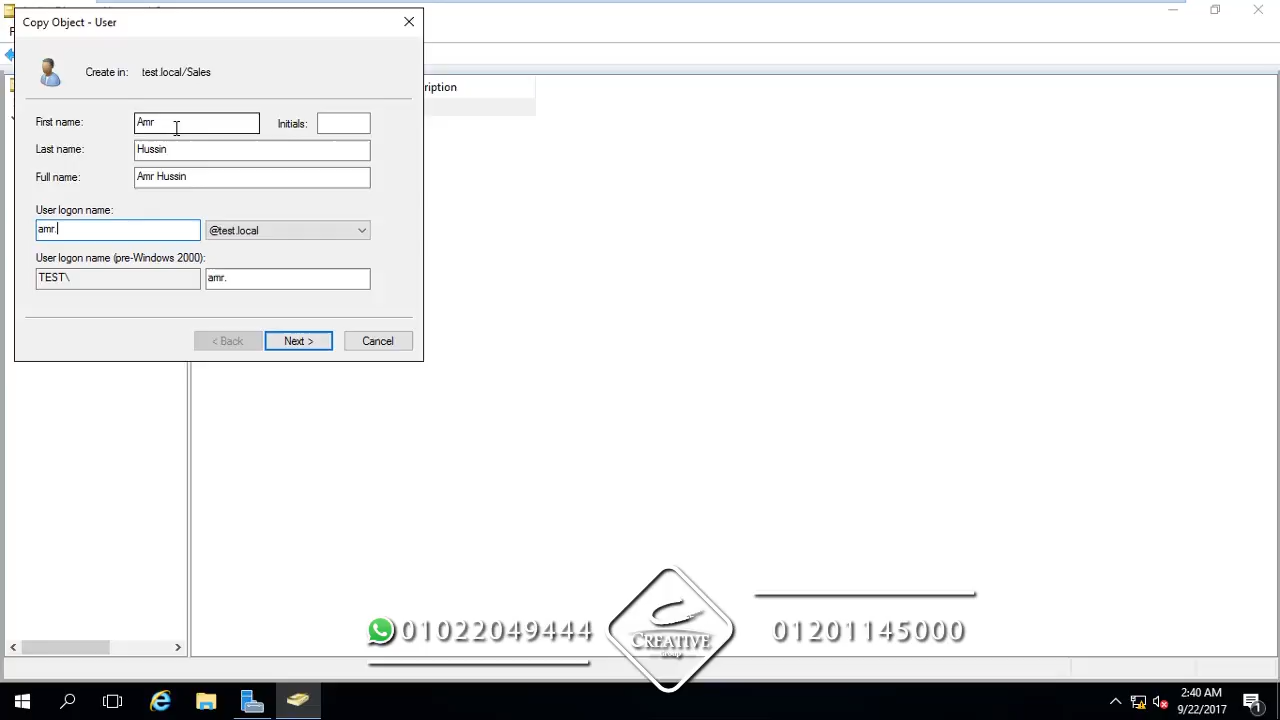 Copy Object - User
Create in: test.local/Sales
ription
First name: Amr Initials:
Last name: Hussin
Full name: Amr Hussin
User logon name:
amr. @test.local
User logon name (pre-Windows 2000):
TEST\ amr.
< Back Next > Cancel
01022049444
CREATIVE
Group
01201145000
2:40 AM
9/22/2017
1